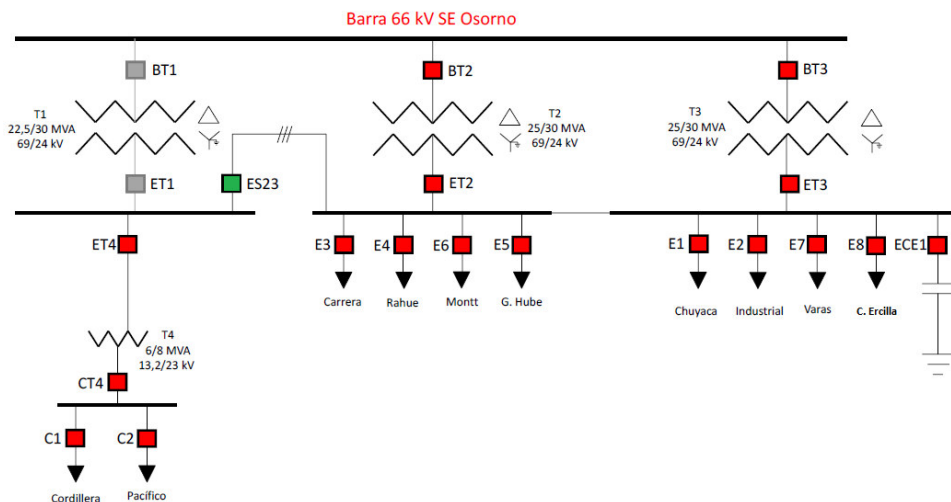 Barra 66 kV SE Osorno
BT1
BT2
BT3
T1
22,5/30 MVA
69/24 kV
T2
25/30 MVA
69/24 kV
T3
25/30 MVA
69/24 kV
ET1
ES23
ET2
ET3
ET4
E3
E4
E6
E5
E1
E2
E7
E8
ECE1
Carrera
Rahue
Montt
G. Hube
Chuyaca
Industrial
Varas
C. Ercilla
T4
6/8 MVA
13,2/23 kV
CT4
C1
C2
Cordillera
Pacífico